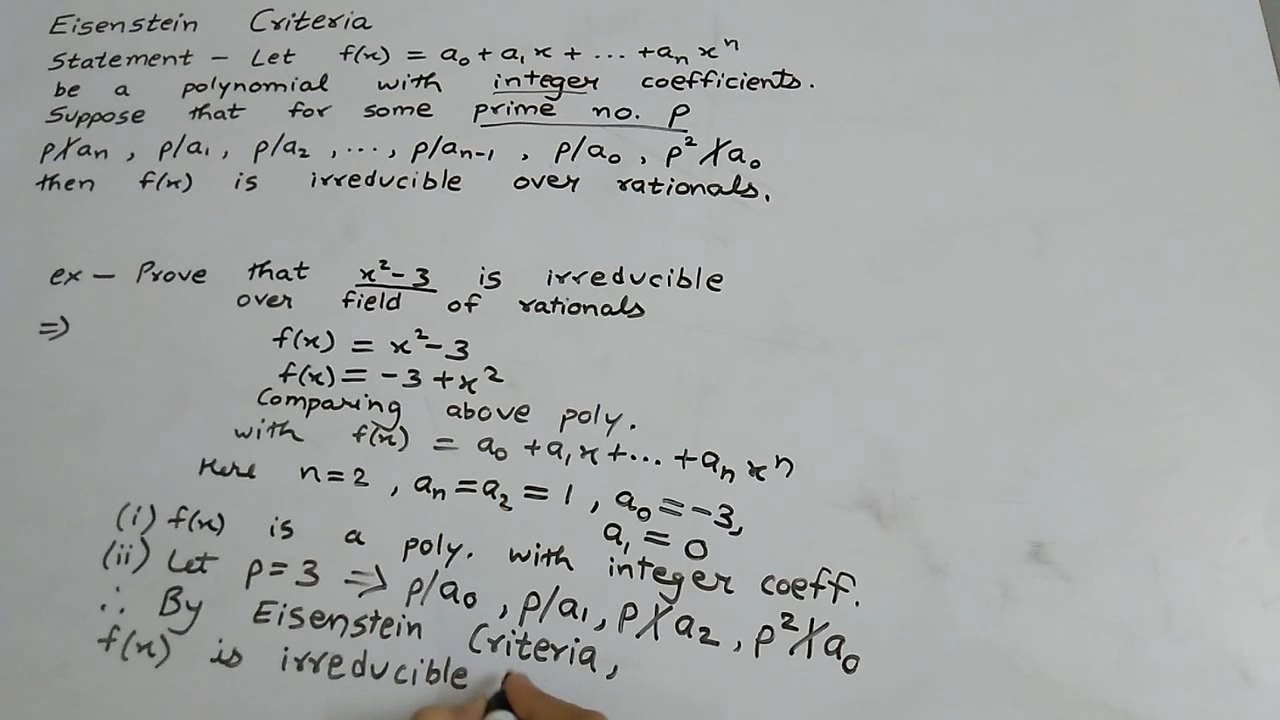 Eisenstein Criteria
Statement - Let f(x) = a₀ + a₁x + ... + aₙxⁿ
be a polynomial with integer coefficients.
Suppose that for some prime no. p
p∤aₙ, p/a₁, p/a₂, ..., p/aₙ₋₁, p/a₀, p²∤a₀
then f(x) is irreducible over rationals.
ex - Prove that x²-3 is irreducible
over field of rationals
⇒
f(x) = x²-3
f(x) = -3+x²
Comparing above poly.
with f(x) = a₀ + a₁x + ... + aₙxⁿ
Here n=2, aₙ=a₂=1, a₀=-3,
a₁=0
(i) f(x) is a poly. with integer coeff.
(ii) Let p=3 ⇒ p/a₀, p/a₁, p∤a₂, p²∤a₀
∴ By Eisenstein Criteria,
f(x) is irreducible